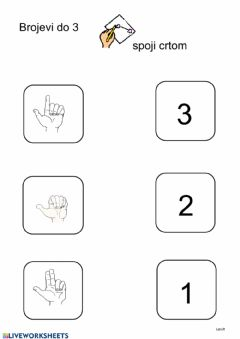 Brojevi do 3
spoji crtom
3
2
1
LIVEWORKSHEETS